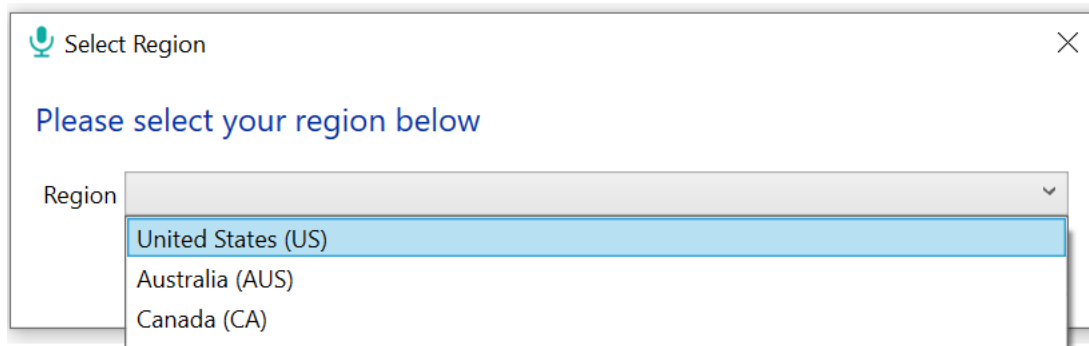 Select Region
Please select your region below
Region
United States (US)
Australia (AUS)
Canada (CA)